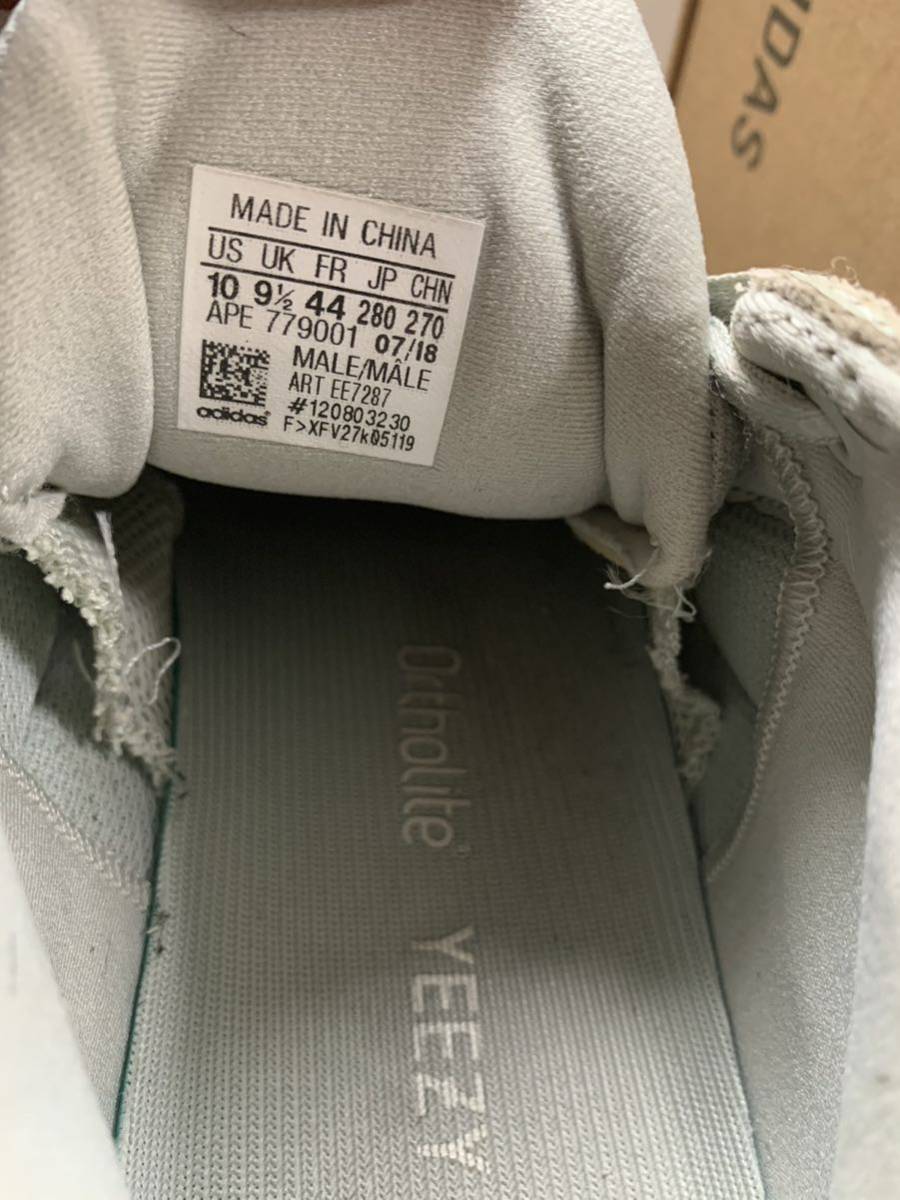 IDAS
MADE IN CHINA
US UK FR JP CHN
10 9½ 44 280 270
APE 779001 07/18
MALE/MÂLE
ART EE7287
#120803230
F>XFV27k05119
adidas
Ortholite
YEEZY